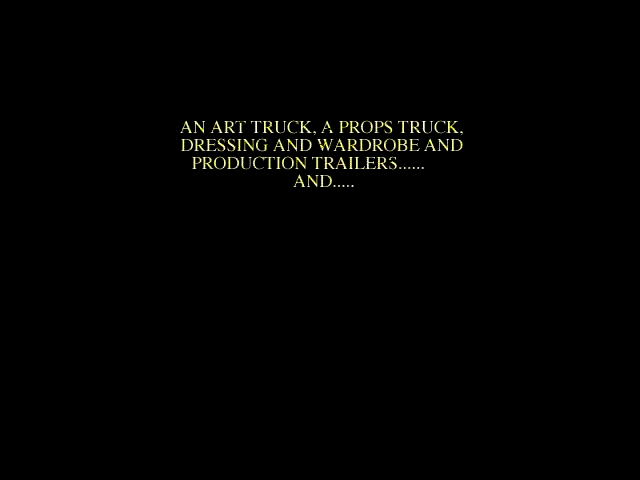 AN ART TRUCK, A PROPS TRUCK,
DRESSING AND WARDROBE AND
PRODUCTION TRAILERS......
AND.....